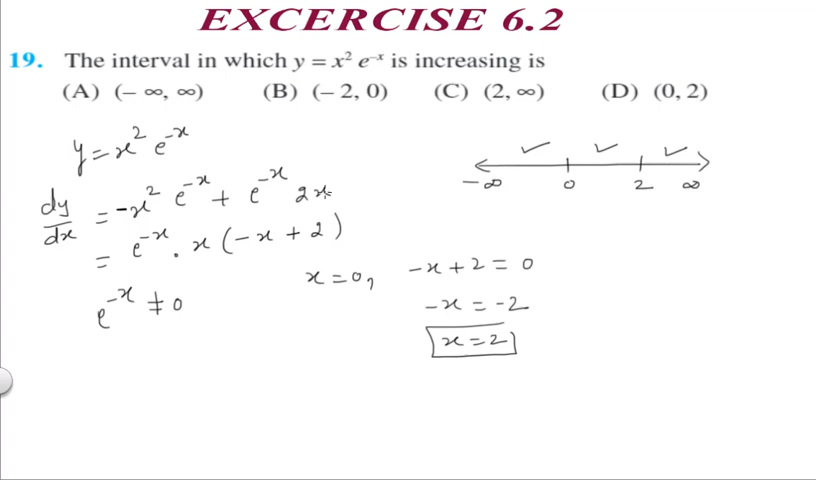 EXCERCISE 6.2
19. The interval in which y = x² e⁻ˣ is increasing is
(A) (– ∞, ∞) (B) (– 2, 0) (C) (2, ∞) (D) (0, 2)
y = x² e⁻ˣ
dy/dx = -x² e⁻ˣ + e⁻ˣ 2x
= e⁻ˣ . x (-x + 2)
e⁻ˣ ≠ 0
x = 0, -x + 2 = 0
-x = -2
x = 2
✓ ✓ ✓
-∞ 0 2 ∞